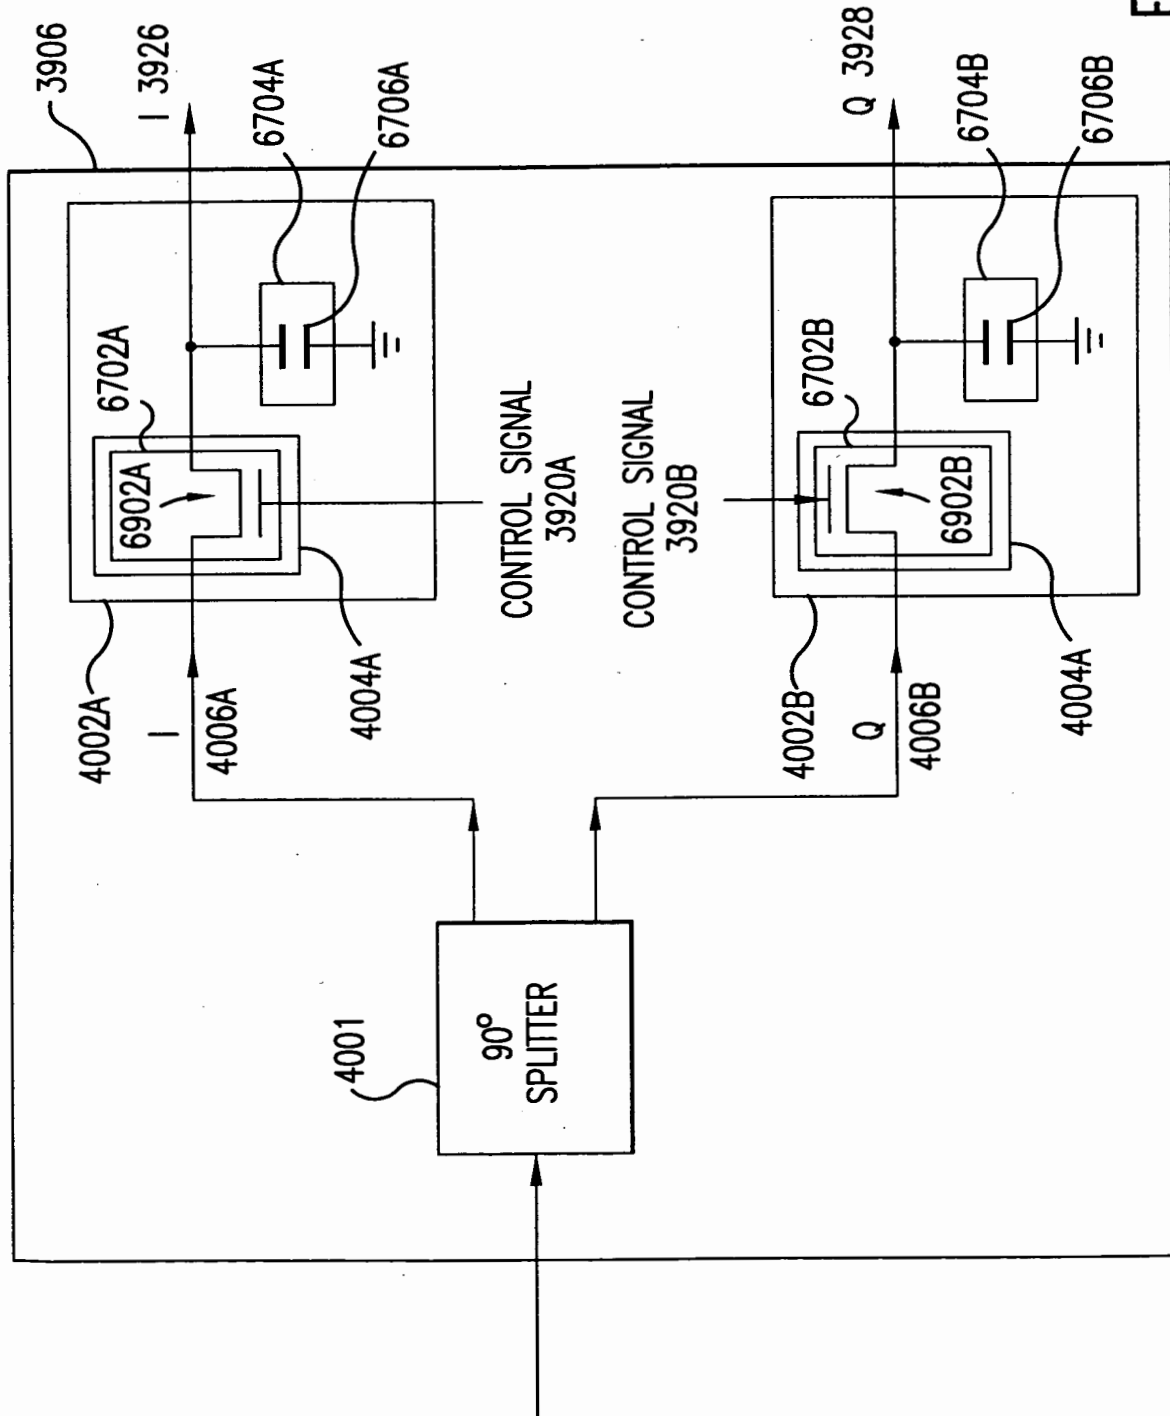 3906
I 3926
6704A
6706A
6702A
6902A
4002A
I
4006A
4004A
CONTROL SIGNAL
3920A
CONTROL SIGNAL
3920B
4001
90°
SPLITTER
Q 3928
6704B
6706B
6702B
6902B
4002B
Q
4006B
4004A